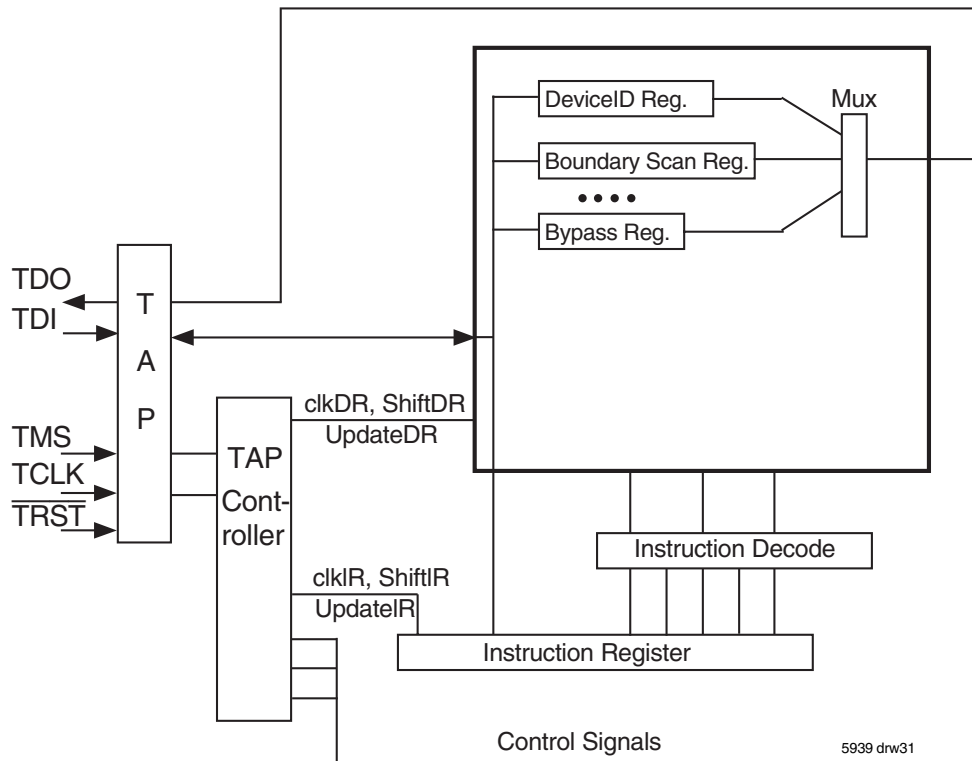 DeviceID Reg.
Mux
Boundary Scan Reg.
Bypass Reg.
TDO
TDI
T
A
P
TMS
TCLK
TRST
clkDR, ShiftDR
UpdateDR
TAP
Cont-
roller
Instruction Decode
clkIR, ShiftIR
UpdateIR
Instruction Register
Control Signals
5939 drw31